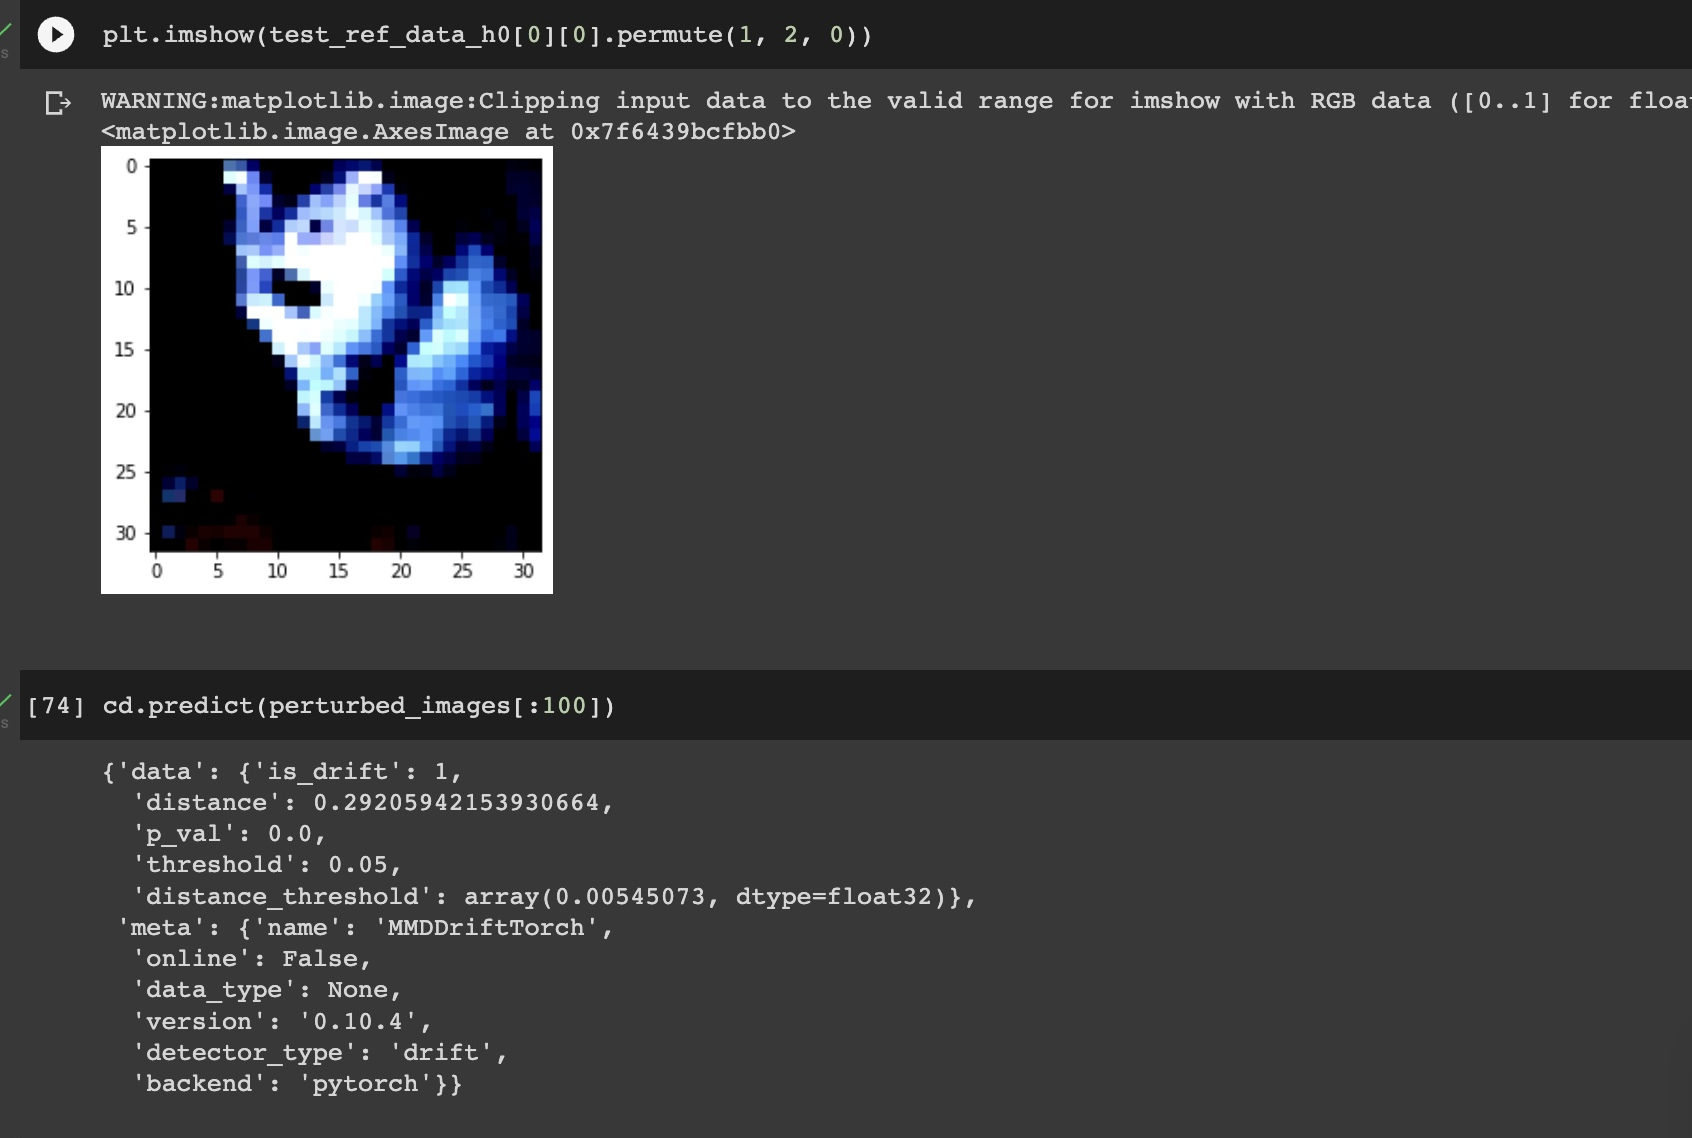 plt.imshow(test_ref_data_h0[0][0].permute(1, 2, 0))
s
WARNING:matplotlib.image:Clipping input data to the valid range for imshow with RGB data ([0..1] for float
<matplotlib.image.AxesImage at 0x7f6439bcfbb0>
0
5
10
15
20
25
30
0 5 10 15 20 25 30
[74] cd.predict(perturbed_images[:100])
s
{'data': {'is_drift': 1,
'distance': 0.29205942153930664,
'p_val': 0.0,
'threshold': 0.05,
'distance_threshold': array(0.00545073, dtype=float32)},
'meta': {'name': 'MMDDriftTorch',
'online': False,
'data_type': None,
'version': '0.10.4',
'detector_type': 'drift',
'backend': 'pytorch'}}